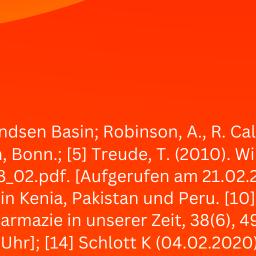 ndsen Basin; Robinson, A., R. Cal
, Bonn.; [5] Treude, T. (2010). Wi
3_02.pdf. [Aufgerufen am 21.02.2
in Kenia, Pakistan und Peru. [10]
armazie in unserer Zeit, 38(6), 49
Uhr]; [14] Schlott K (04.02.2020)